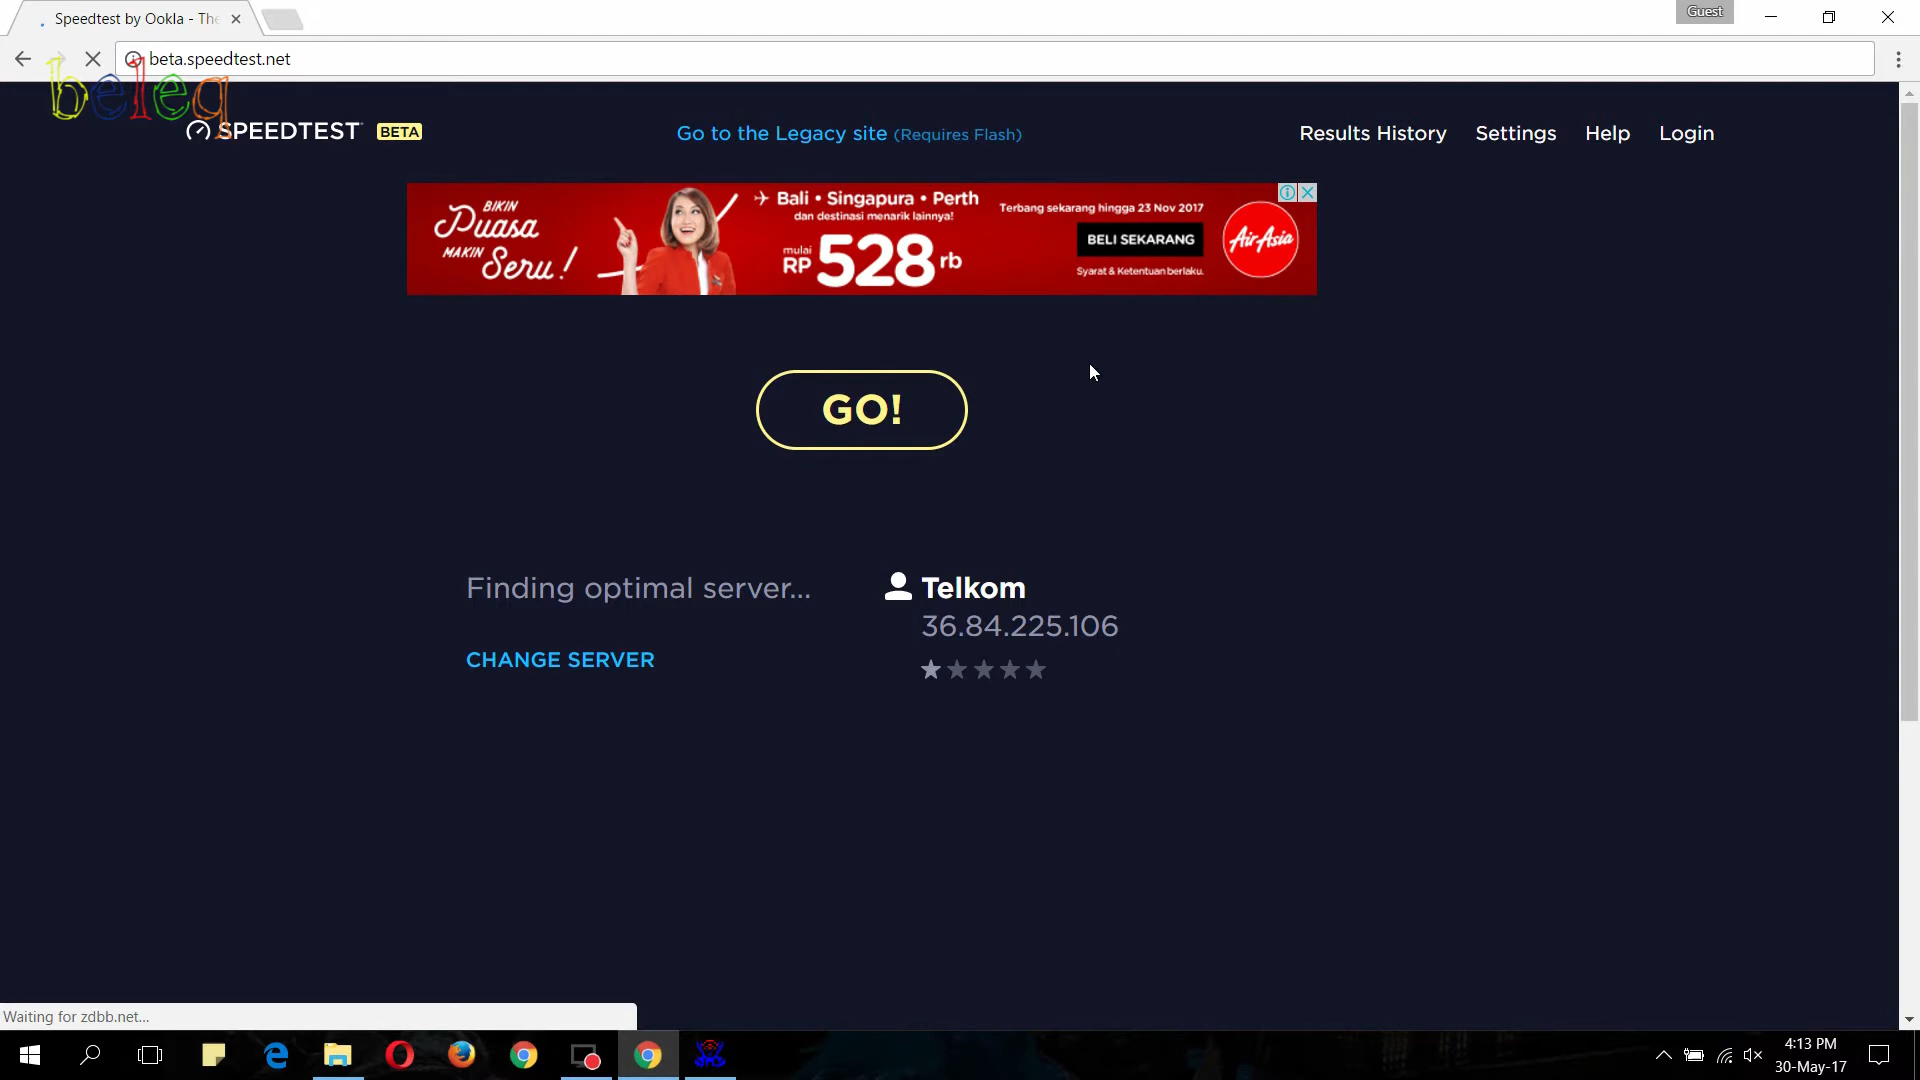 Speedtest by Ookla - The
Guest
beta.speedtest.net
beleq
SPEEDTEST BETA
Go to the Legacy site (Requires Flash)
Results History Settings Help Login
BIKIN
Puasa
MAKIN Seru!
Bali • Singapura • Perth
dan destinasi menarik lainnya!
mulai
RP 528 rb
Terbang sekarang hingga 23 Nov 2017
BELI SEKARANG
Syarat & Ketentuan berlaku.
AirAsia
GO!
Finding optimal server...
CHANGE SERVER
Telkom
36.84.225.106
Waiting for zdbb.net...
4:13 PM
30-May-17